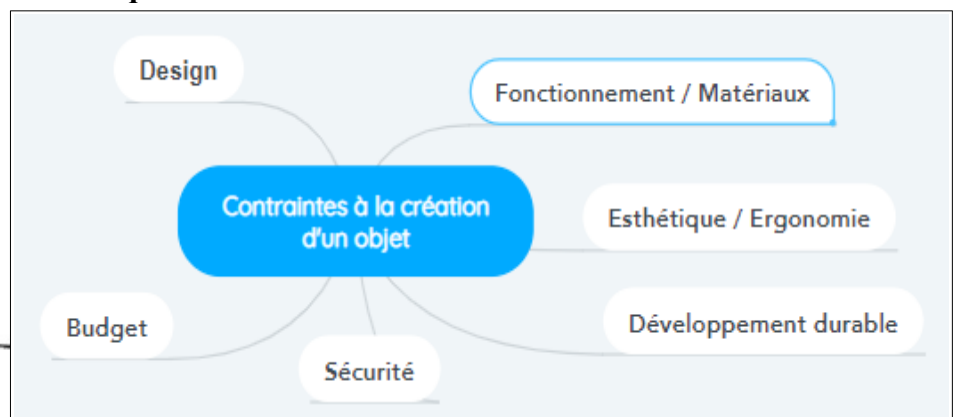 Design
Fonctionnement / Matériaux
Contraintes à la création
d'un objet
Esthétique / Ergonomie
Budget
Développement durable
Sécurité